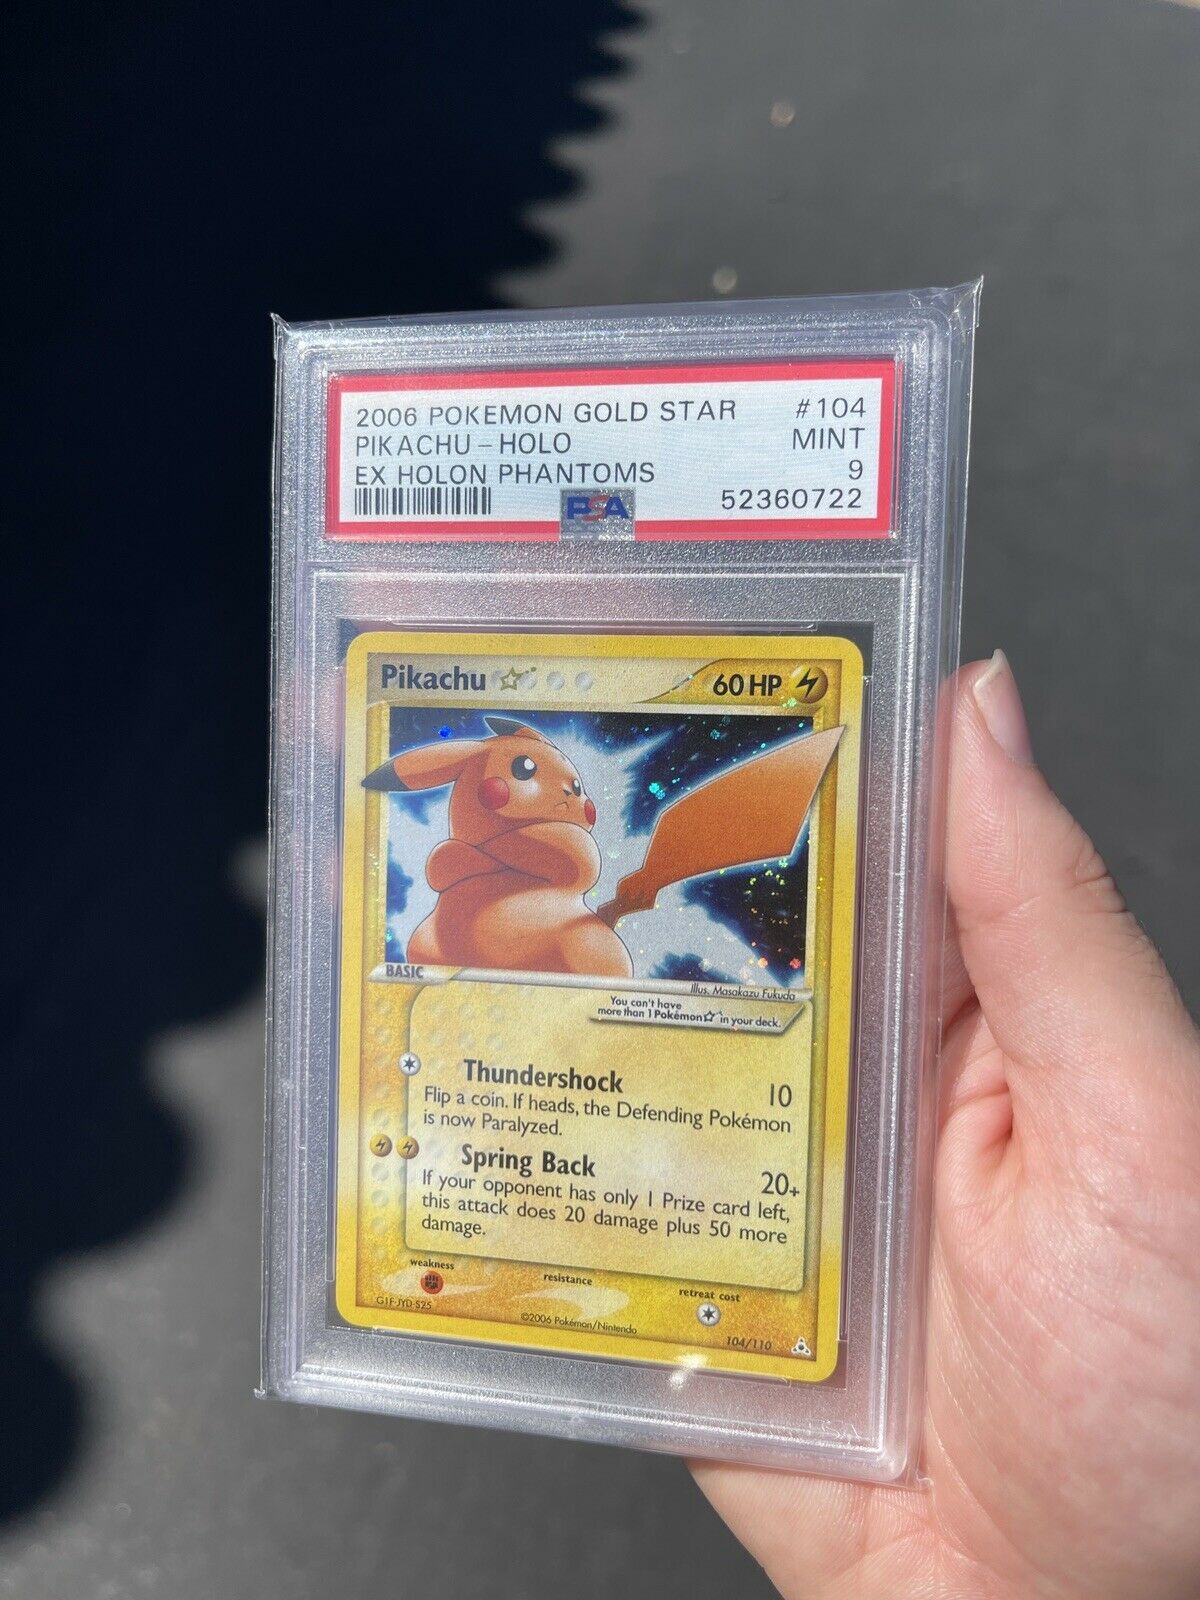 2006 POKEMON GOLD STAR #104
PIKACHU - HOLO MINT
EX HOLON PHANTOMS 9
52360722
PSA
Pikachu ☆ 60 HP
BASIC
Illus. Masakazu Fukuda
You can't have
more than 1 Pokémon☆ in your deck.
Thundershock 10
Flip a coin. If heads, the Defending Pokémon
is now Paralyzed.
Spring Back 20+
If your opponent has only 1 Prize card left,
this attack does 20 damage plus 50 more
damage.
weakness resistance retreat cost
G1F-JYD-S25
©2006 Pokémon/Nintendo
104/110